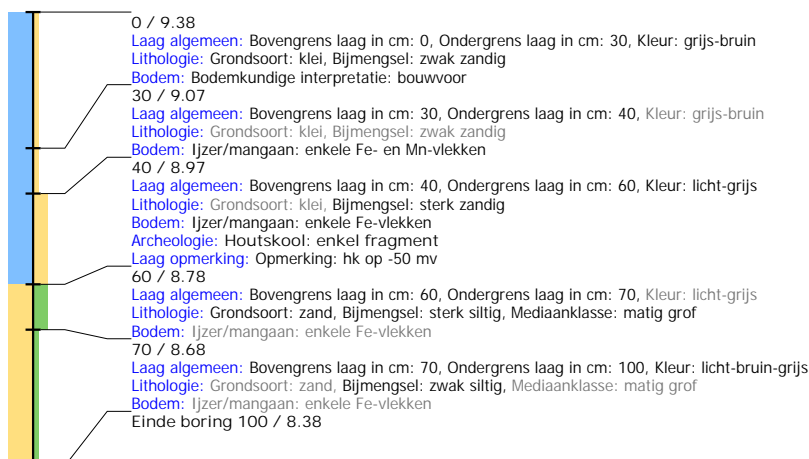 0 / 9.38
Laag algemeen: Bovengrens laag in cm: 0, Ondergrens laag in cm: 30, Kleur: grijs-bruin
Lithologie: Grondsoort: klei, Bijmengsel: zwak zandig
Bodem: Bodemkundige interpretatie: bouwvoor
30 / 9.07
Laag algemeen: Bovengrens laag in cm: 30, Ondergrens laag in cm: 40, Kleur: grijs-bruin
Lithologie: Grondsoort: klei, Bijmengsel: zwak zandig
Bodem: Ijzer/mangaan: enkele Fe- en Mn-vlekken
40 / 8.97
Laag algemeen: Bovengrens laag in cm: 40, Ondergrens laag in cm: 60, Kleur: licht-grijs
Lithologie: Grondsoort: klei, Bijmengsel: sterk zandig
Bodem: Ijzer/mangaan: enkele Fe-vlekken
Archeologie: Houtskool: enkel fragment
Laag opmerking: Opmerking: hk op -50 mv
60 / 8.78
Laag algemeen: Bovengrens laag in cm: 60, Ondergrens laag in cm: 70, Kleur: licht-grijs
Lithologie: Grondsoort: zand, Bijmengsel: sterk siltig, Mediaanklasse: matig grof
Bodem: Ijzer/mangaan: enkele Fe-vlekken
70 / 8.68
Laag algemeen: Bovengrens laag in cm: 70, Ondergrens laag in cm: 100, Kleur: licht-bruin-grijs
Lithologie: Grondsoort: zand, Bijmengsel: zwak siltig, Mediaanklasse: matig grof
Bodem: Ijzer/mangaan: enkele Fe-vlekken
Einde boring 100 / 8.38